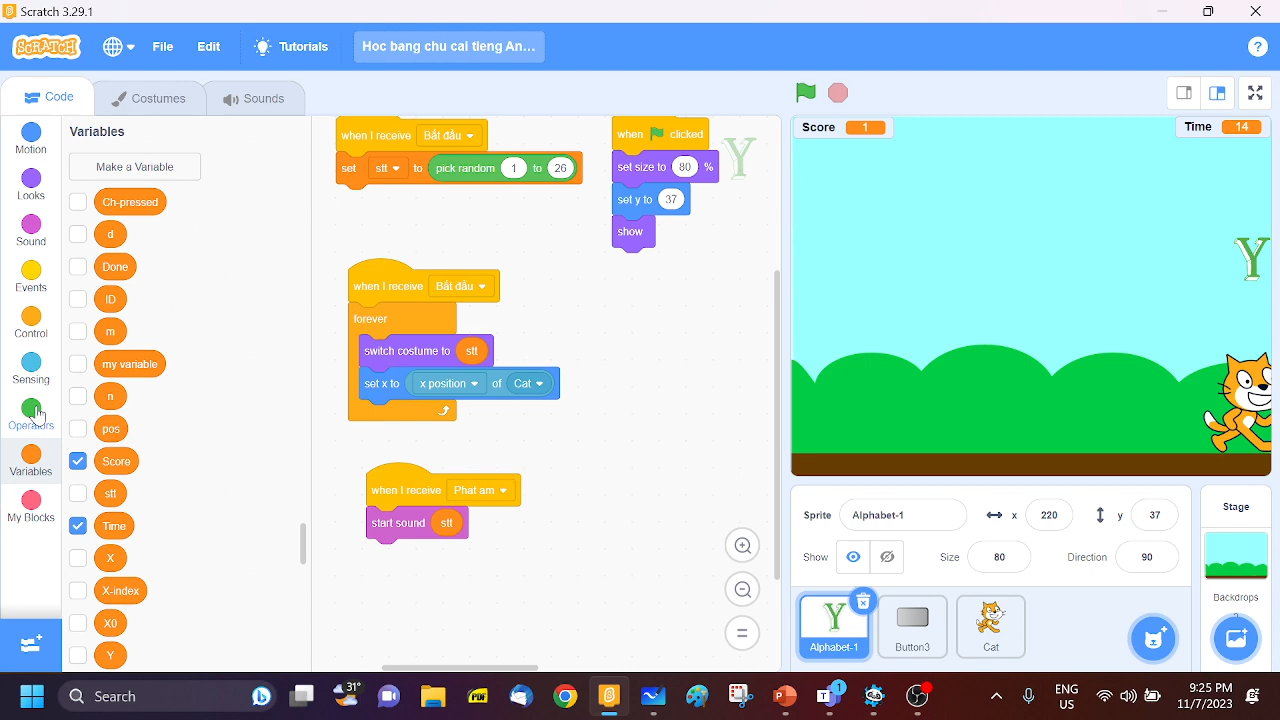 Scratch 3.29.1
SCRATCH
File
Edit
Tutorials
Hoc bang chu cai tieng An...
?
Code
Costumes
Sounds
Motion
Looks
Sound
Events
Control
Sensing
Operators
Variables
My Blocks
Variables
Make a Variable
Ch-pressed
d
Done
ID
m
my variable
n
pos
Score
stt
Time
X
X-index
X0
Y
when I receive Bắt đầu
set stt to pick random 1 to 26
when clicked
set size to 80 %
set y to 37
show
Y
when I receive Bắt đầu
forever
switch costume to stt
set x to x position of Cat
when I receive Phat am
start sound stt
Score 1
Time 14
Y
Sprite Alphabet-1 x 220 y 37
Show Size 80 Direction 90
Y
Alphabet-1
Button3
Cat
Stage
Backdrops
Search
31°
PDF
1
ENG
US
9:25 PM
11/7/2023